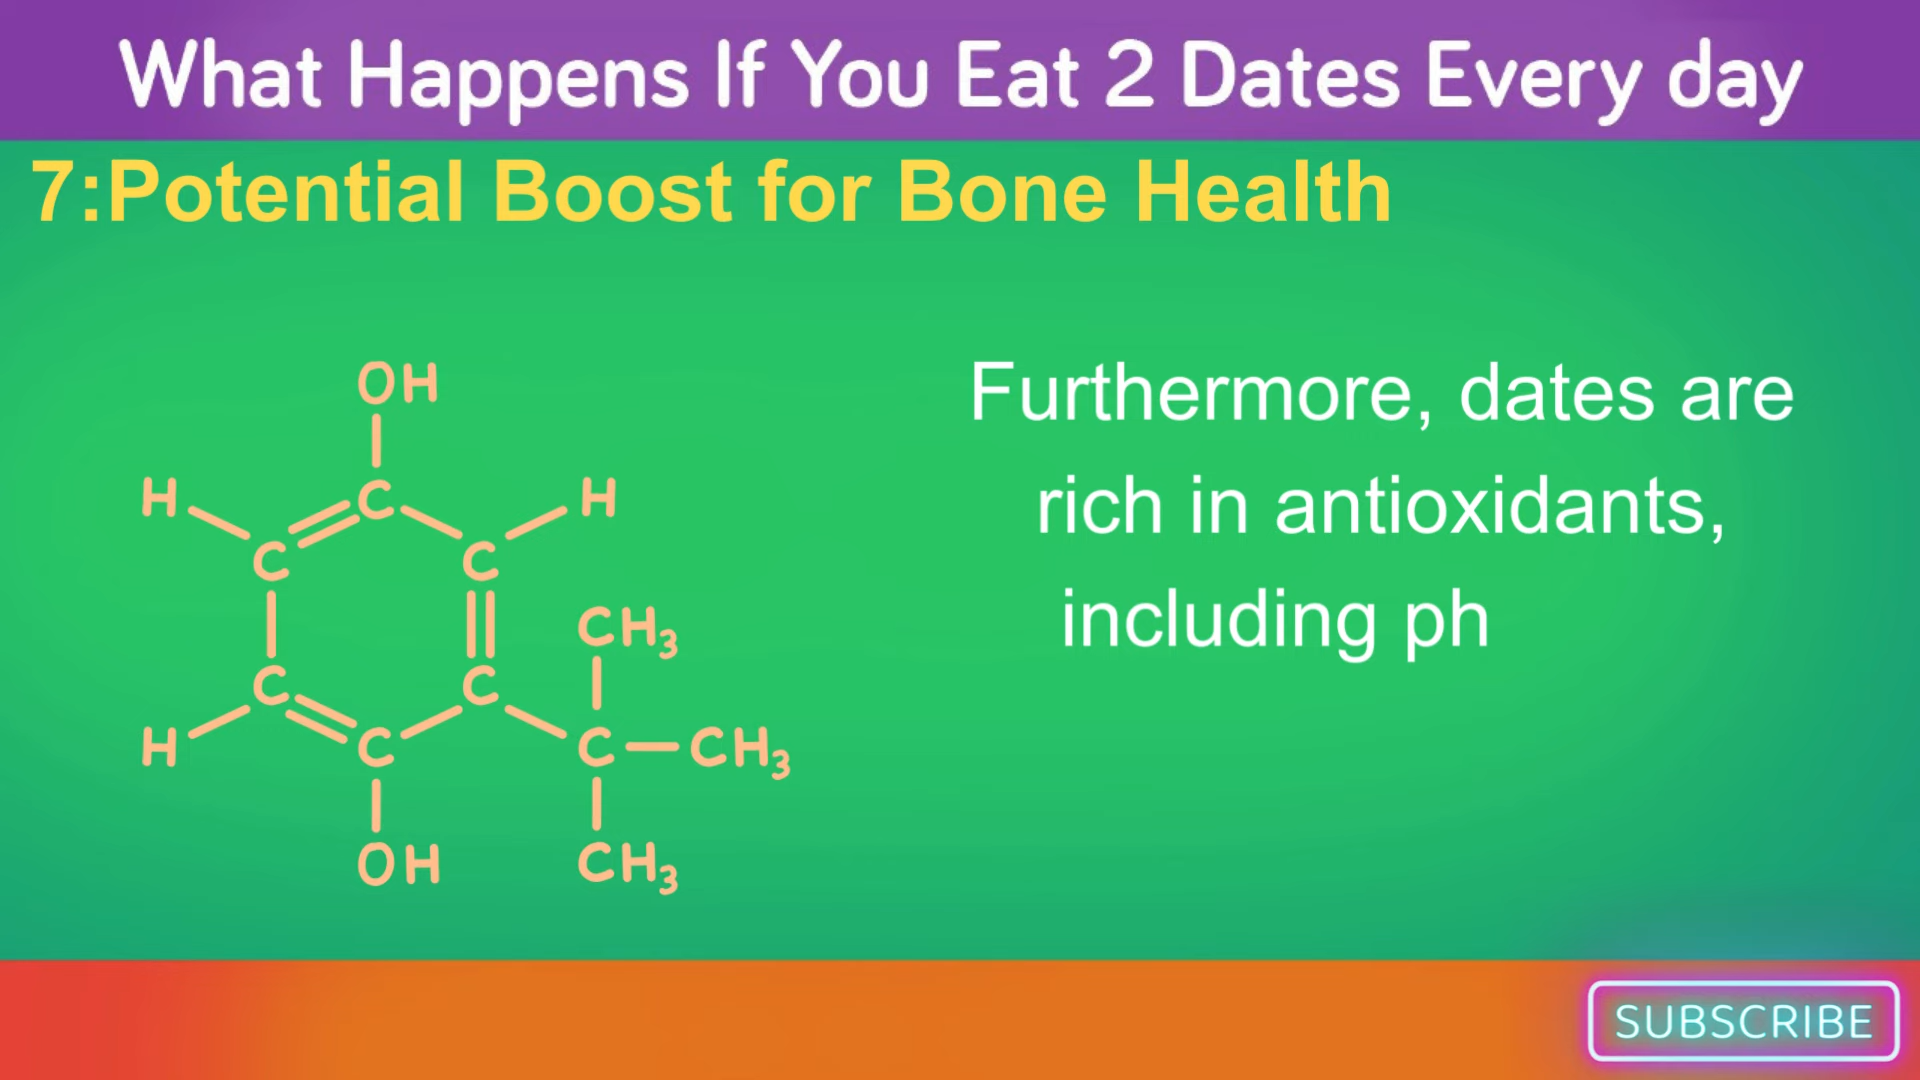 What Happens If You Eat 2 Dates Every day
7:Potential Boost for Bone Health
Furthermore, dates are
rich in antioxidants,
including ph
OH
H
C
H
C
C
CH3
C
C
H
C
C
CH3
OH
CH3
SUBSCRIBE